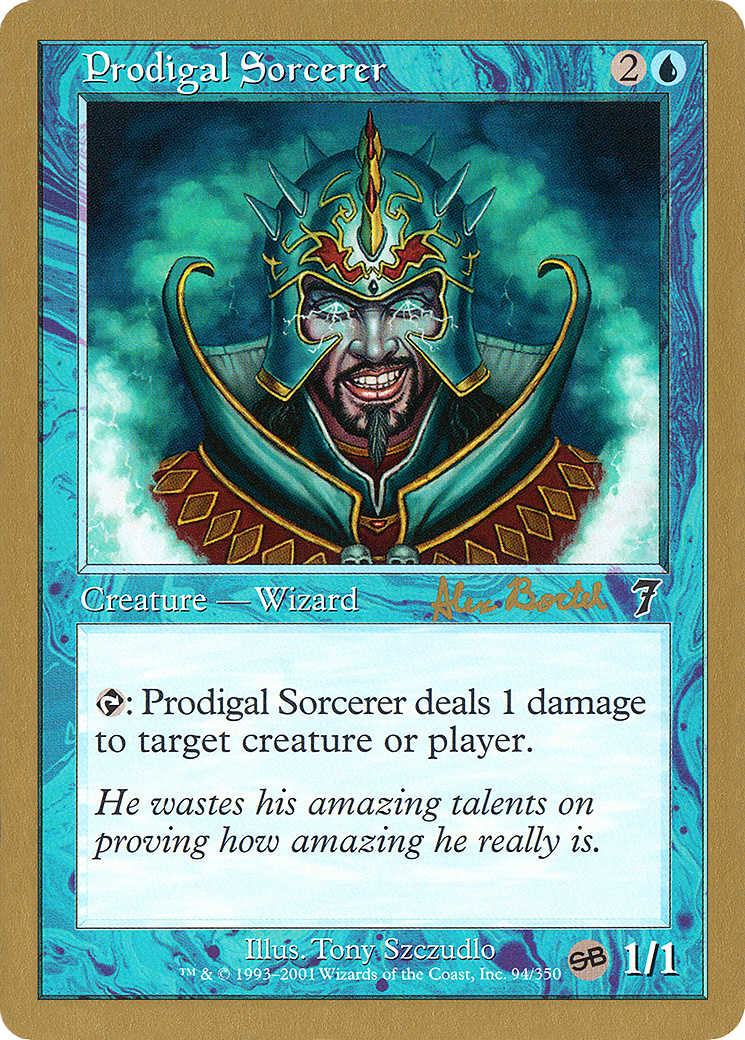 Prodigal Sorcerer 2
Creature — Wizard Alex Borteh 7
: Prodigal Sorcerer deals 1 damage
to target creature or player.
He wastes his amazing talents on
proving how amazing he really is.
Illus. Tony Szczudlo
™ & © 1993–2001 Wizards of the Coast, Inc. 94/350 SB 1/1